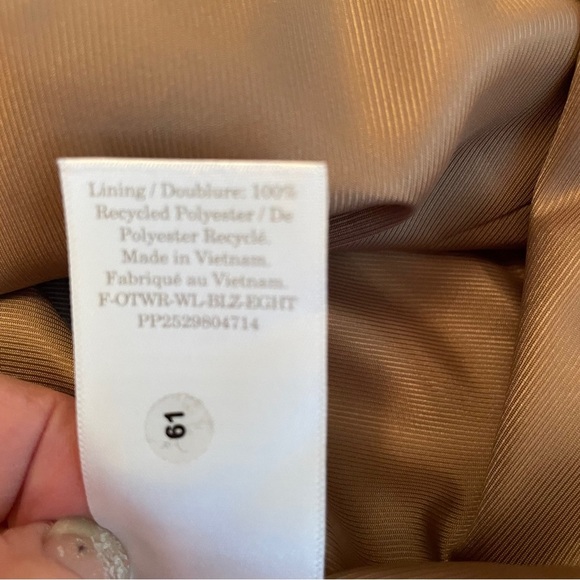 Lining / Doublure: 100%
Recycled Polyester / De
Polyester Recyclé.
Made in Vietnam.
Fabriqué au Vietnam.
F-OTWR-WL-BLZ-EGHT
PP2529804714
61